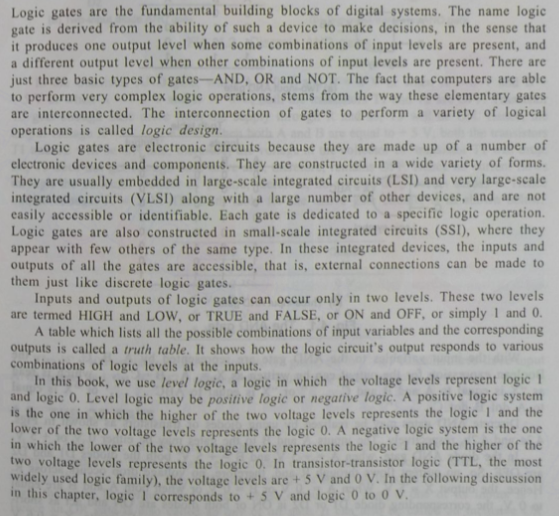 Logic gates are the fundamental building blocks of digital systems. The name logic
gate is derived from the ability of such a device to make decisions, in the sense that
it produces one output level when some combinations of input levels are present, and
a different output level when other combinations of input levels are present. There are
just three basic types of gates—AND, OR and NOT. The fact that computers are able
to perform very complex logic operations, stems from the way these elementary gates
are interconnected. The interconnection of gates to perform a variety of logical
operations is called logic design.
Logic gates are electronic circuits because they are made up of a number of
electronic devices and components. They are constructed in a wide variety of forms.
They are usually embedded in large-scale integrated circuits (LSI) and very large-scale
integrated circuits (VLSI) along with a large number of other devices, and are not
easily accessible or identifiable. Each gate is dedicated to a specific logic operation.
Logic gates are also constructed in small-scale integrated circuits (SSI), where they
appear with few others of the same type. In these integrated devices, the inputs and
outputs of all the gates are accessible, that is, external connections can be made to
them just like discrete logic gates.
Inputs and outputs of logic gates can occur only in two levels. These two levels
are termed HIGH and LOW, or TRUE and FALSE, or ON and OFF, or simply 1 and 0.
A table which lists all the possible combinations of input variables and the corresponding
outputs is called a truth table. It shows how the logic circuit's output responds to various
combinations of logic levels at the inputs.
In this book, we use level logic, a logic in which the voltage levels represent logic 1
and logic 0. Level logic may be positive logic or negative logic. A positive logic system
is the one in which the higher of the two voltage levels represents the logic 1 and the
lower of the two voltage levels represents the logic 0. A negative logic system is the one
in which the lower of the two voltage levels represents the logic 1 and the higher of the
two voltage levels represents the logic 0. In transistor-transistor logic (TTL, the most
widely used logic family), the voltage levels are + 5 V and 0 V. In the following discussion
in this chapter, logic 1 corresponds to + 5 V and logic 0 to 0 V.